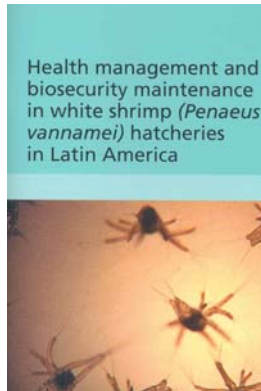 Health management and
biosecurity maintenance
in white shrimp (Penaeus
vannamei) hatcheries
in Latin America